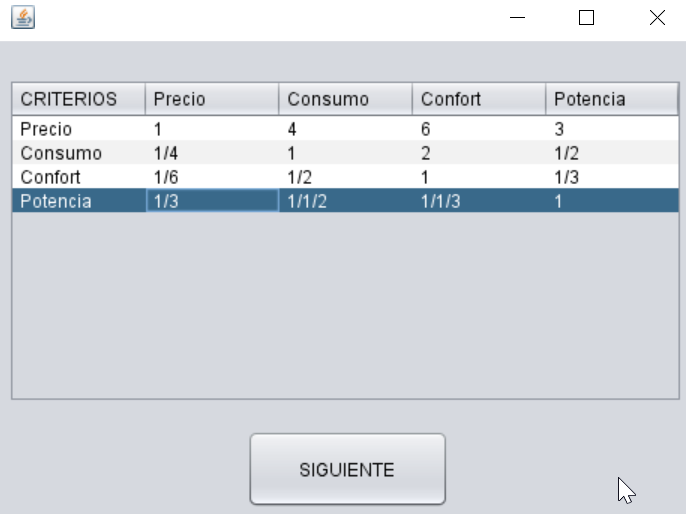 CRITERIOS Precio Consumo Confort Potencia
Precio 1 4 6 3
Consumo 1/4 1 2 1/2
Confort 1/6 1/2 1 1/3
Potencia 1/3 1/1/2 1/1/3 1
SIGUIENTE